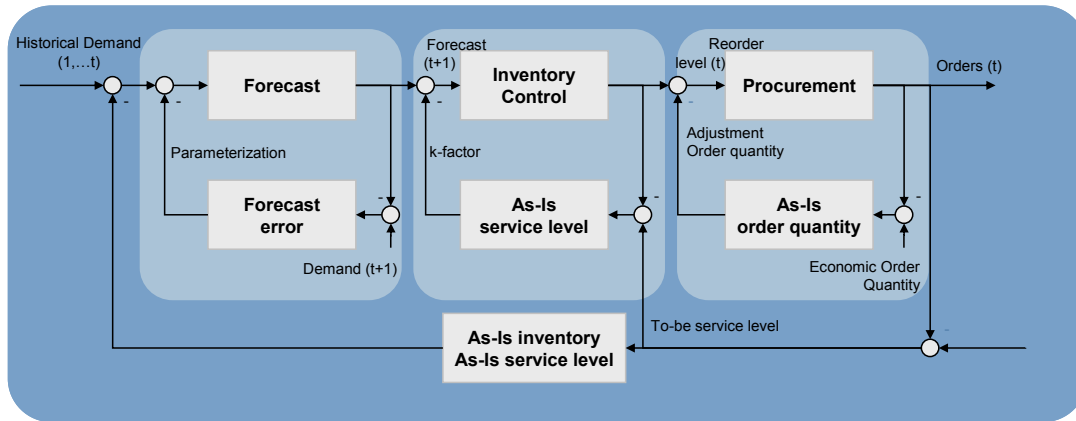 Historical Demand
(1,…t)
-
-
Forecast
Parameterization
Forecast
error
-
Demand (t+1)
Forecast
(t+1)
-
Inventory
Control
k-factor
As-Is
service level
-
To-be service level
Reorder
level (t)
-
Procurement
Adjustment
Order quantity
As-Is
order quantity
-
Economic Order
Quantity
Orders (t)
As-Is inventory
As-Is service level
-